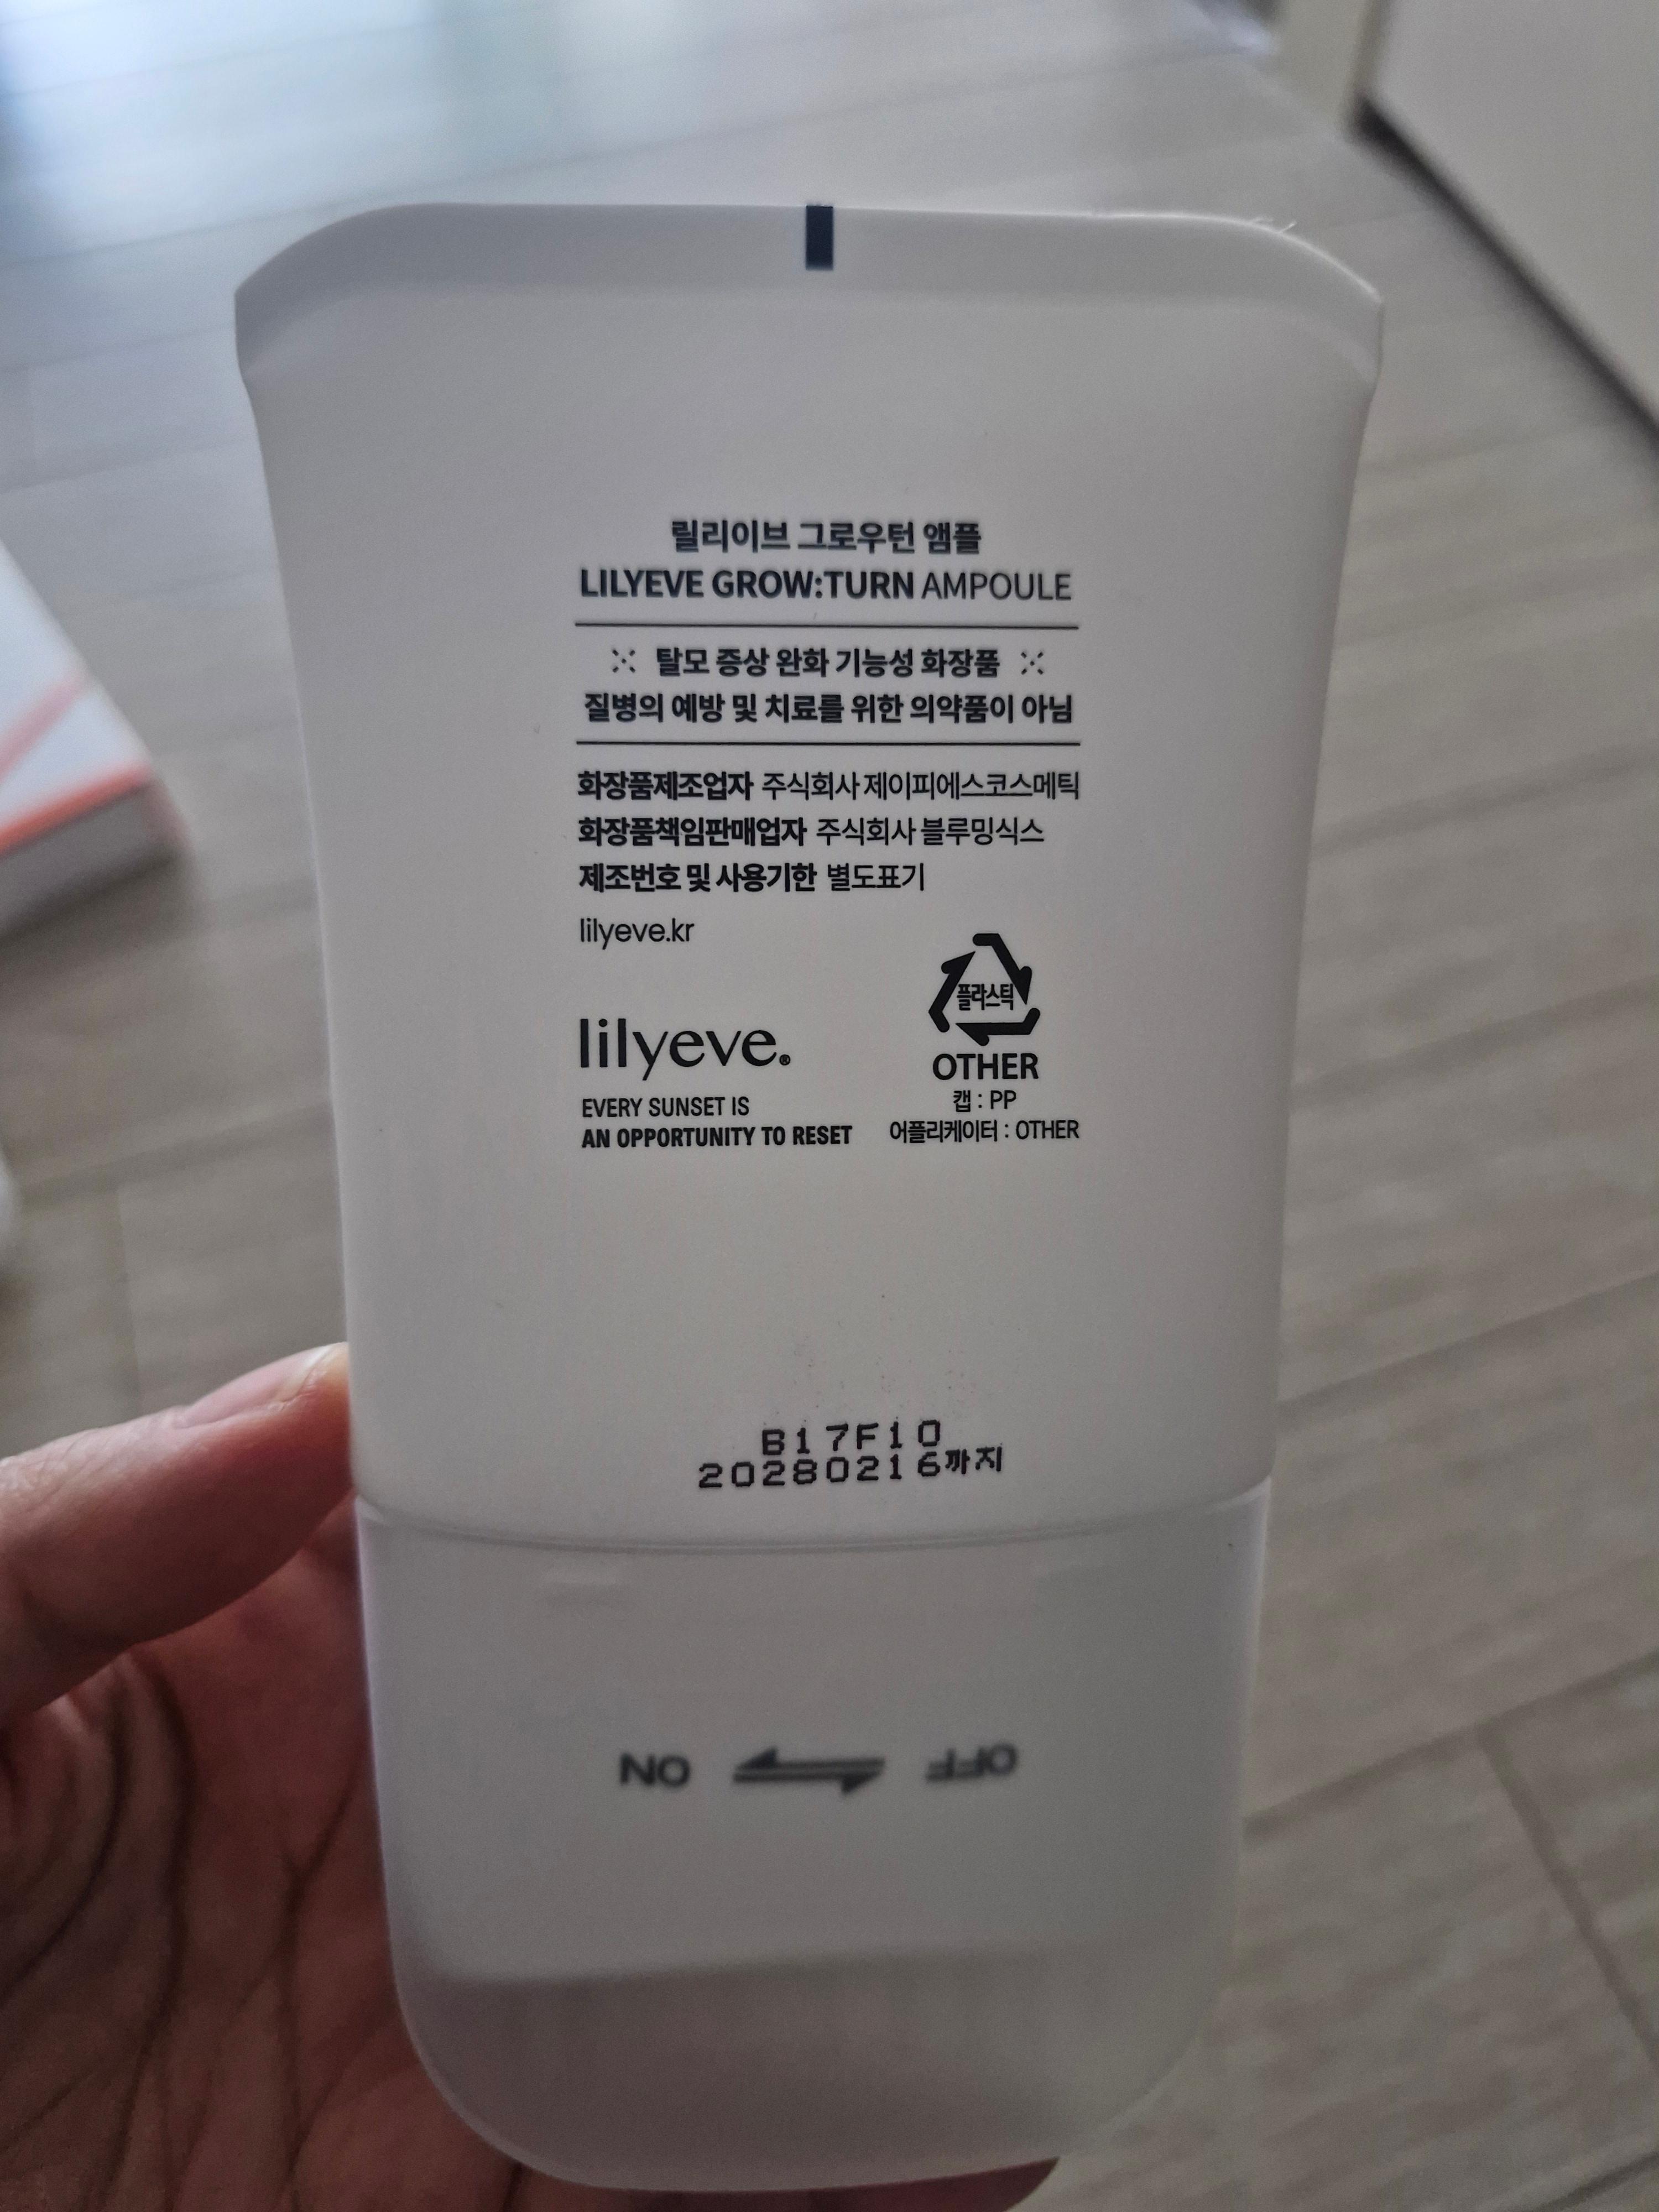 릴리이브 그로우턴 앰플
LILYEVE GROW:TURN AMPOULE
※ 탈모 증상 완화 기능성 화장품 ※
질병의 예방 및 치료를 위한 의약품이 아님
화장품제조업자 주식회사 제이피에스코스메틱
화장품책임판매업자 주식회사 블루밍식스
제조번호 및 사용기한 별도표기
lilyeve.kr
플라스틱
OTHER
캡 : PP
어플리케이터 : OTHER
lilyeve.®
EVERY SUNSET IS
AN OPPORTUNITY TO RESET
B17F10
20280216까지
OFF ON